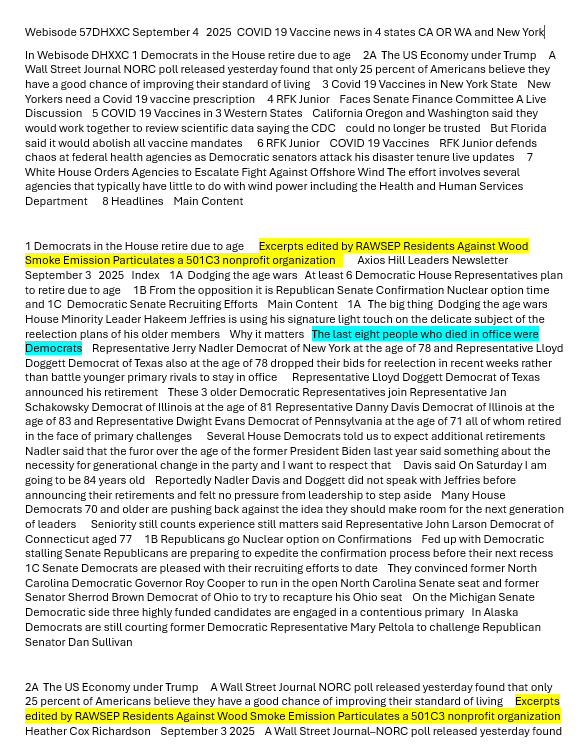 Webisode 57DHXXC September 4  2025  COVID 19 Vaccine news in 4 states CA OR WA and New York
In Webisode DHXXC 1 Democrats in the House retire due to age    2A The US Economy under Trump    A
Wall Street Journal NORC poll released yesterday found that only 25 percent of Americans believe they
have a good chance of improving their standard of living    3 Covid 19 Vaccines in New York State   New
Yorkers need a Covid 19 vaccine prescription    4 RFK Junior   Faces Senate Finance Committee A Live
Discussion   5 COVID 19 Vaccines in 3 Western States    California Oregon and Washington said they
would work together to review scientific data saying the CDC   could no longer be trusted   But Florida
said it would abolish all vaccine mandates    6 RFK Junior   COVID 19 Vaccines   RFK Junior defends
chaos at federal health agencies as Democratic senators attack his disaster tenure live updates    7
White House Orders Agencies to Escalate Fight Against Offshore Wind The effort involves several
agencies that typically have little to do with wind power including the Health and Human Services
Department    8 Headlines   Main Content
1 Democrats in the House retire due to age    Excerpts edited by RAWSEP Residents Against Wood
Smoke Emission Particulates a 501C3 nonprofit organization    Axios Hill Leaders Newsletter
September 3  2025  Index   1A Dodging the age wars   At least 6 Democrat House Representatives plan
to retire due to age    1B From the opposition it is Republican Senate Confirmation Nuclear option time
and 1C  Democratic Senate Recruiting Efforts   Main Content   1A  The big thing  Dodging the age wars
House Minority Leader Hakeem Jeffries is using his signature light touch on the delicate subject of the
reelection plans of his older members   Why it matters   The last eight people who died in office were
Democrats   Representative Jerry Nadler Democrat of New York at the age of 78 and Representative Lloyd
Doggett Democrat of Texas also at the age of 78 dropped their bids for reelection in recent weeks rather
than battle younger primary rivals to stay in office    Representative Lloyd Doggett Democrat of Texas
announced his retirement   These 3 older Democratic Representatives join Representative Jan
Schakowsky Democrat of Illinois at the age of 81 Representative Danny Davis Democrat of Illinois at the
age of 83 and Representative Dwight Evans Democrat of Pennsylvania at the age of 71 all of whom retired
in the face of primary challenges    Several House Democrats told us to expect additional retirements
Nadler said that the furor over the age of the former President Biden last year said something about the
necessity for generational change in the party and I want to respect that    Davis said On Saturday I am
going to be 84 years old   Reportedly Nadler Davis and Doggett did not speak with Jeffries before
announcing their retirements and felt no pressure from leadership to step aside   Many House
Democrats 70 and older are pushing back against the idea they should make room for the next generation
of leaders    Seniority still counts experience still matters said Representative John Larson Democrat of
Connecticut aged 77    1B Republicans go Nuclear option on Confirmations   Fed up with Democratic
stalling Senate Republicans are preparing to expedite the confirmation process before their next recess
1C Senate Democrats are pleased with their recruiting efforts to date   They convinced former North
Carolina Democratic Governor Roy Cooper to run in the open North Carolina Senate seat and former
Senator Sherrod Brown Democrat of Ohio to try to recapture his Ohio seat   On the Michigan Senate
Democratic side three highly funded candidates are engaged in a contentious primary   In Alaska
Democrats are still courting former Democratic Representative Mary Peltola to challenge Republican
Senator Dan Sullivan
2A  The US Economy under Trump    A Wall Street Journal NORC poll released yesterday found that only
25 percent of Americans believe they have a good chance of improving their standard of living    Excerpts
edited by RAWSEP Residents Against Wood Smoke Emission Particulates a 501C3 nonprofit organization
Heather Cox Richardson   September 3 2025   A Wall Street Journal–NORC poll released yesterday found